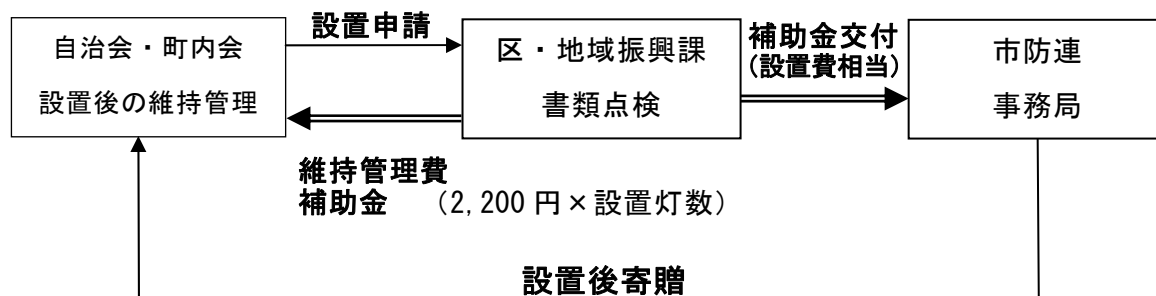 自治会・町内会
設置後の維持管理
設置申請
区・地域振興課
書類点検
補助金交付
(設置費相当)
市防連
事務局
維持管理費
補助金 （2,200円×設置灯数）
設置後寄贈